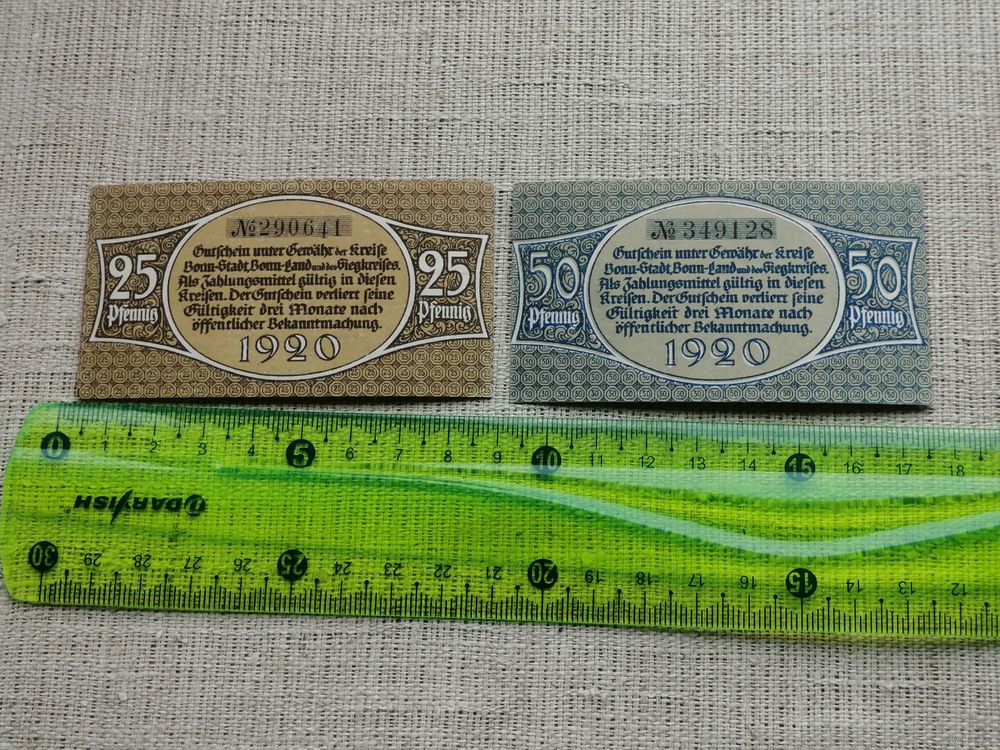 №290641
Gutschein unter Gewähr der Kreise
Bonn-Stadt, Bonn-Land und des Siegkreises.
Als Zahlungsmittel gültig in diesen
Kreisen. Der Gutschein verliert seine
Gültigkeit drei Monate nach
öffentlicher Bekanntmachung.
1920
25
Pfennig
25
Pfennig
№349128
Gutschein unter Gewähr der Kreise
Bonn-Stadt, Bonn-Land und des Siegkreises.
Als Zahlungsmittel gültig in diesen
Kreisen. Der Gutschein verliert seine
Gültigkeit drei Monate nach
öffentlicher Bekanntmachung.
1920
50
Pfennig
50
Pfennig
0 1 2 3 4 5 6 7 8 9 10 11 12 13 14 15 16 17 18
DARVISH
30 29 28 27 26 25 24 23 22 21 20 19 18 17 16 15 14 13 12